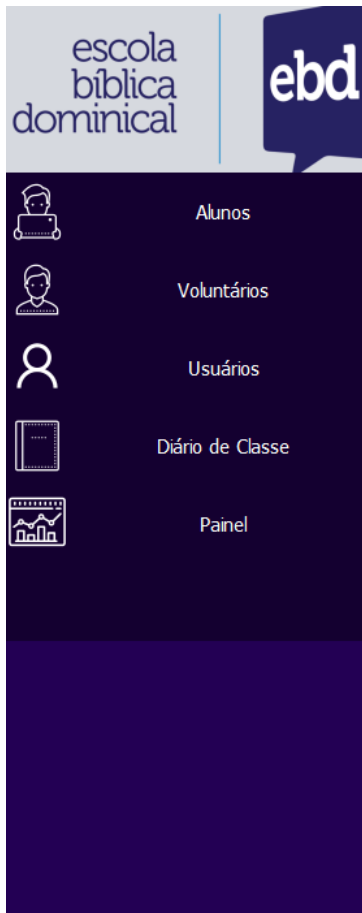 escola
bíblica
dominical
ebd
Alunos
Voluntários
Usuários
Diário de Classe
Painel